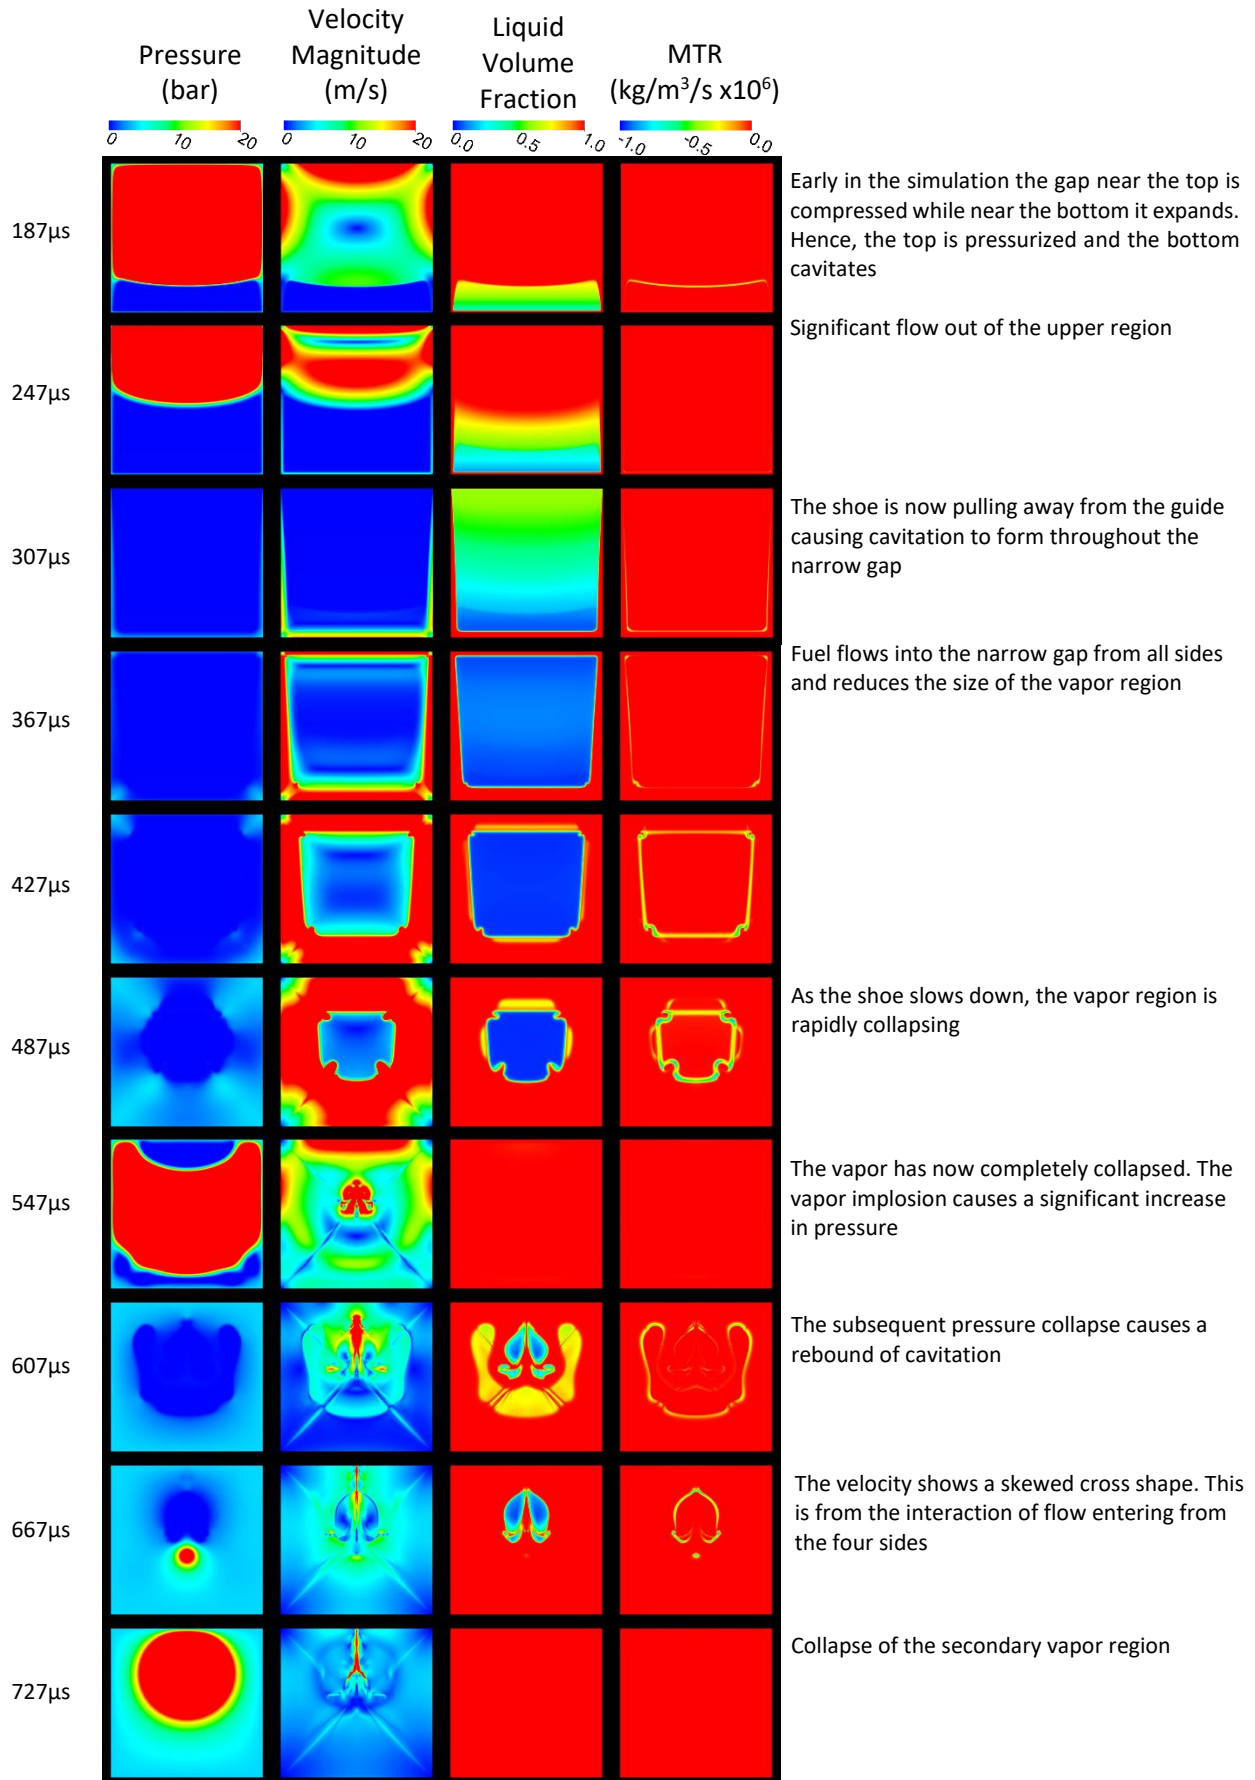 Pressure
(bar)
Velocity
Magnitude
(m/s)
Liquid
Volume
Fraction
MTR
(kg/m³/s x10⁶)
0 10 20
0 10 20
0.0 0.5 1.0
-1.0 -0.5 0.0
187µs
Early in the simulation the gap near the top is
compressed while near the bottom it expands.
Hence, the top is pressurized and the bottom
cavitates
247µs
Significant flow out of the upper region
307µs
The shoe is now pulling away from the guide
causing cavitation to form throughout the
narrow gap
367µs
Fuel flows into the narrow gap from all sides
and reduces the size of the vapor region
427µs
487µs
As the shoe slows down, the vapor region is
rapidly collapsing
547µs
The vapor has now completely collapsed. The
vapor implosion causes a significant increase
in pressure
607µs
The subsequent pressure collapse causes a
rebound of cavitation
667µs
The velocity shows a skewed cross shape. This
is from the interaction of flow entering from
the four sides
727µs
Collapse of the secondary vapor region